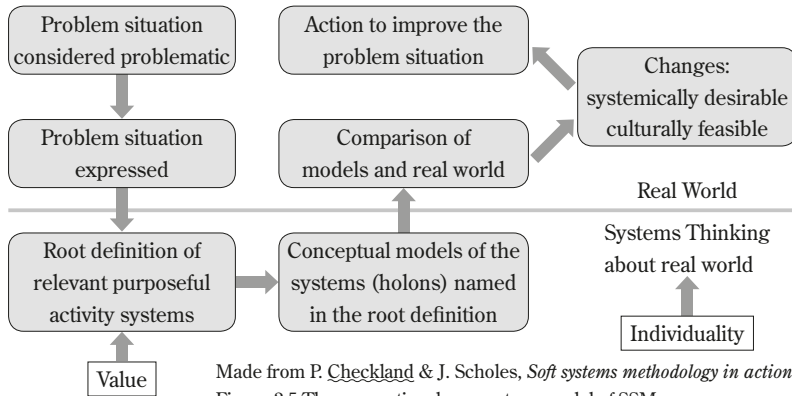 Problem situation
considered problematic
Action to improve the
problem situation
Changes:
systemically desirable
culturally feasible
Problem situation
expressed
Comparison of
models and real world
Real World
Root definition of
relevant purposeful
activity systems
Conceptual models of the
systems (holons) named
in the root definition
Systems Thinking
about real world
Individuality
Value
Made from P. Checkland & J. Scholes, Soft systems methodology in action